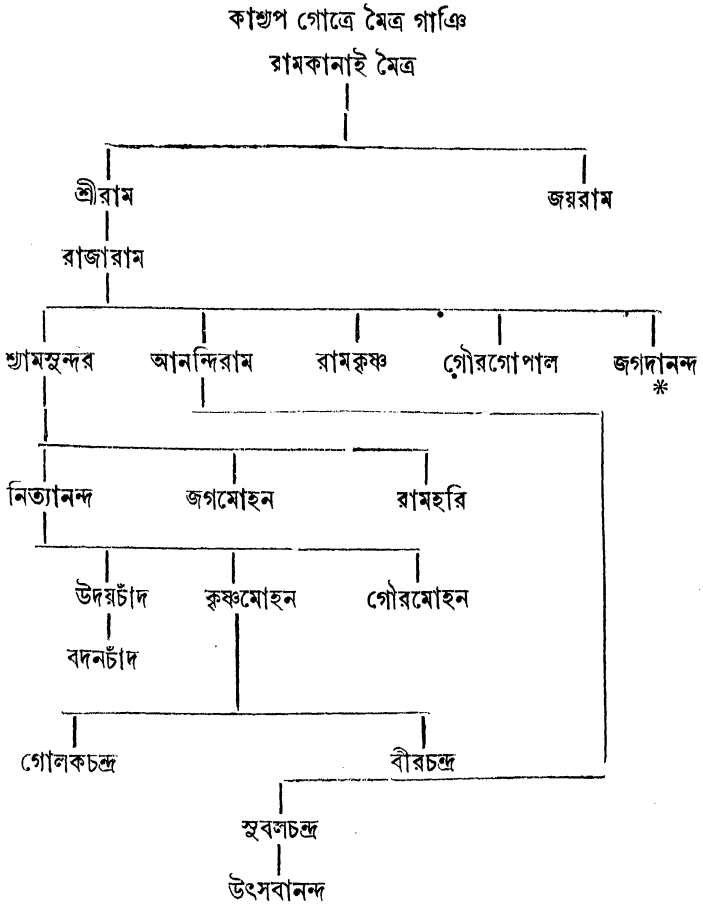 কাশ্যপ গোত্রে মৈত্র গাঞি
রামকানাই মৈত্র
শ্রীরাম জয়রাম
রাজারাম
শ্যামসুন্দর আনন্দিরাম রামকৃষ্ণ গৌরগোপাল জগদানন্দ
*
নিত্যানন্দ জগমোহন রামহরি
উদয়চাঁদ কৃষ্ণমোহন গৌরমোহন
বদনচাঁদ
গোলকচন্দ্র বীরচন্দ্র
সুবলচন্দ্র
উৎসবানন্দ